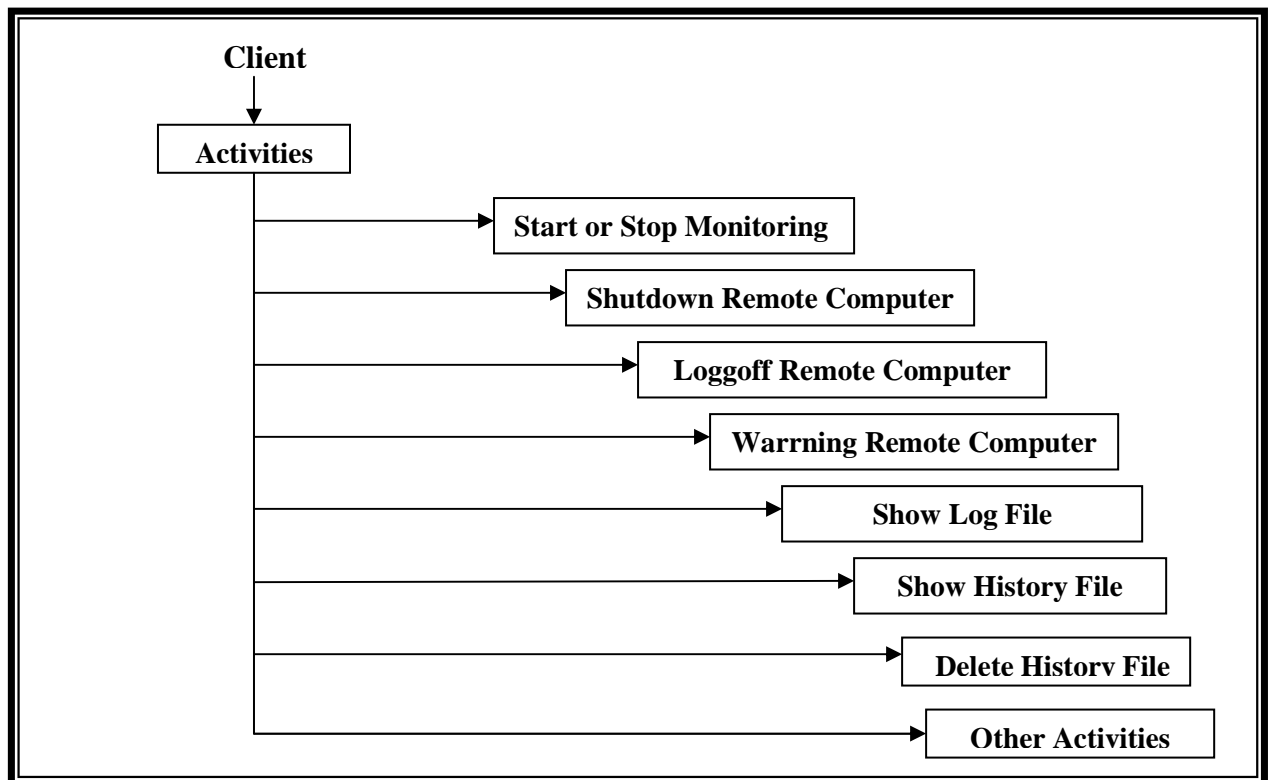 Client
Activities
Start or Stop Monitoring
Shutdown Remote Computer
Loggoff Remote Computer
Warrning Remote Computer
Show Log File
Show History File
Delete History File
Other Activities